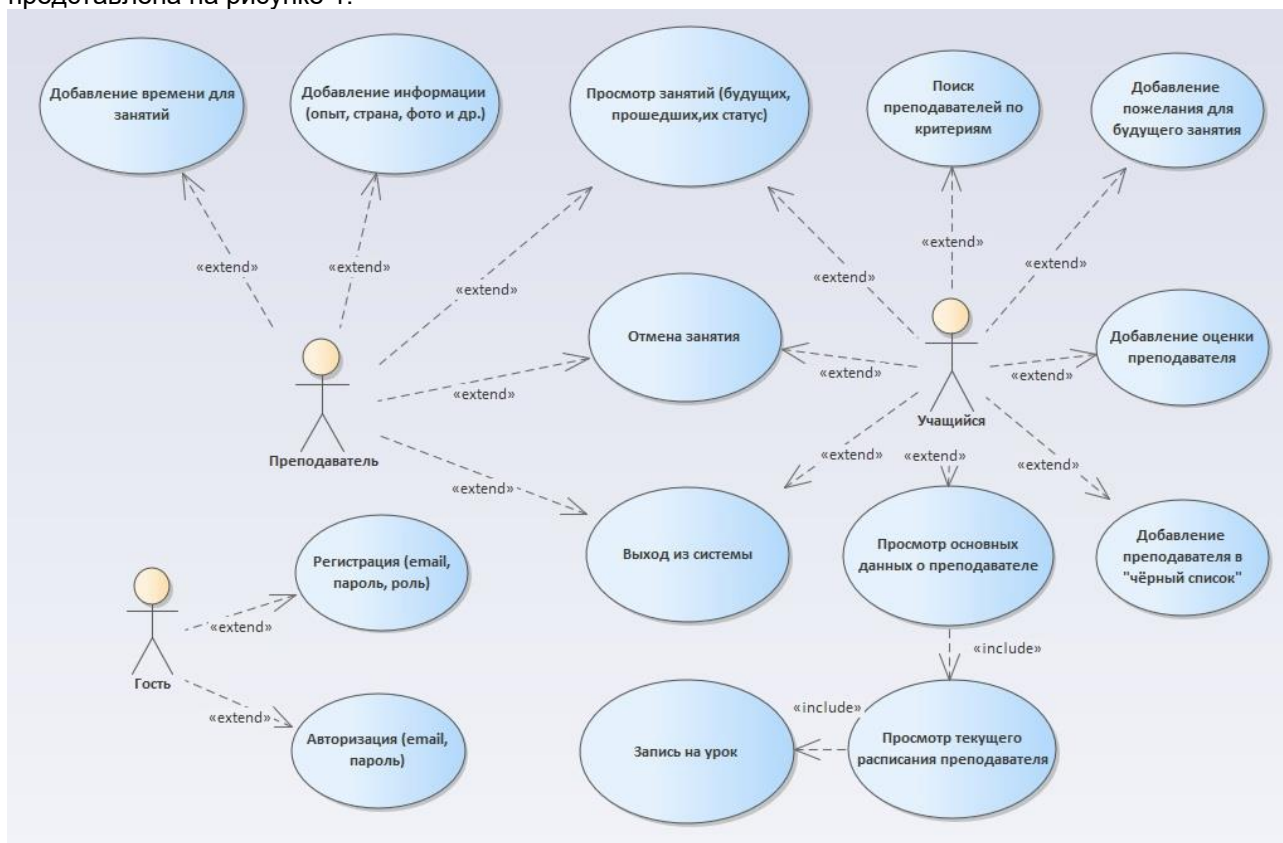 представлена на рисунке 1.
Добавление времени для
занятий
Добавление информации
(опыт, страна, фото и др.)
Просмотр занятий (будущих,
прошедших,их статус)
Поиск
преподавателей по
критериям
Добавление
пожелания для
будущего занятия
«extend»
«extend»
«extend»
«extend»
«extend»
«extend»
Отмена занятия
Добавление оценки
преподавателя
«extend»
«extend»
«extend»
Преподаватель
Учащийся
«extend»
«extend»
«extend»
«extend»
Выход из системы
Просмотр основных
данных о преподавателе
Добавление
преподавателя в
"чёрный список"
Регистрация (email,
пароль, роль)
«extend»
Гость
«extend»
Авторизация (email,
пароль)
«include»
«include»
Запись на урок
Просмотр текущего
расписания преподавателя